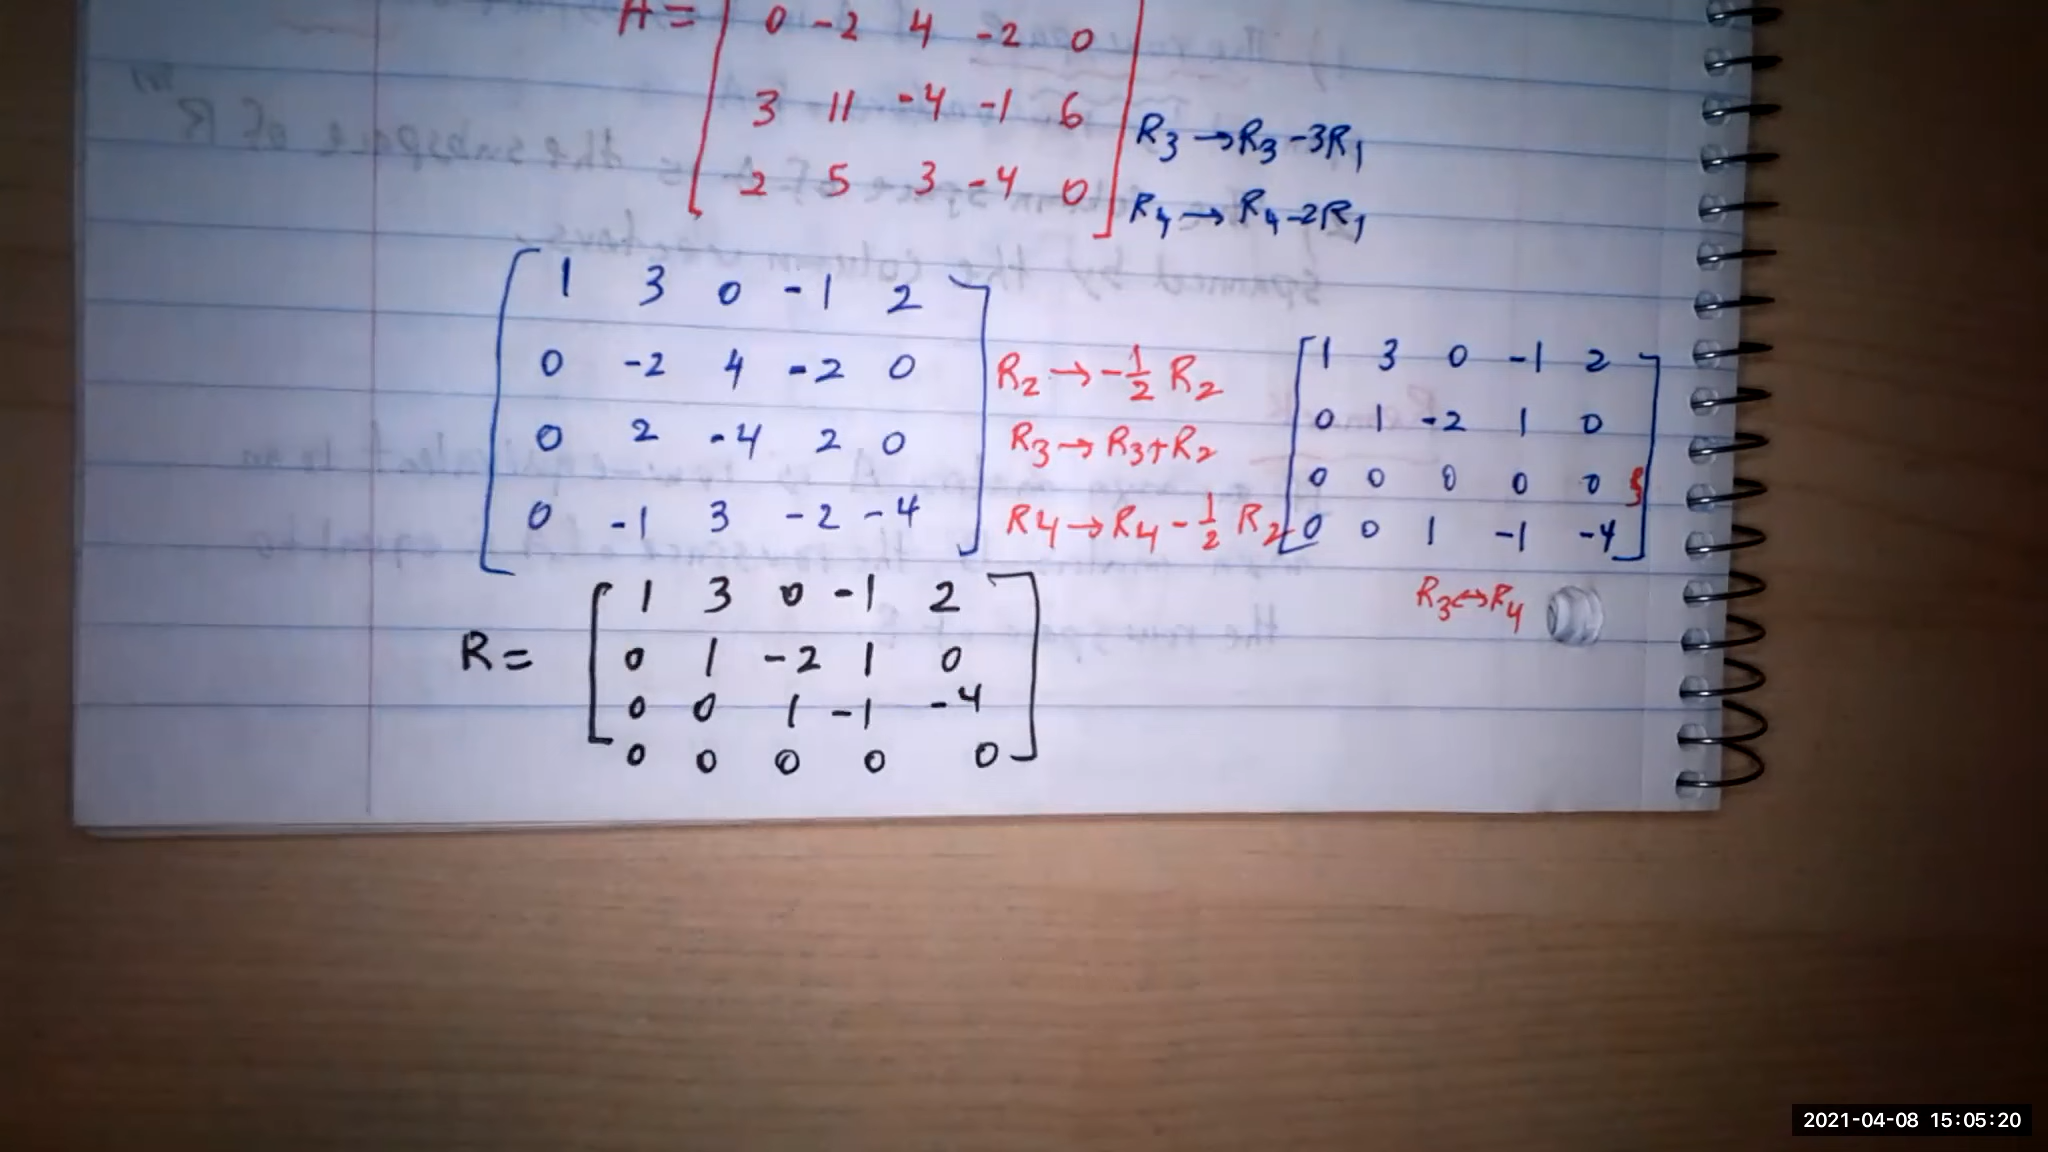 A = 0 -2 4 -2 0
3 11 -4 -1 6 R3 → R3 -3R1
2 5 3 -4 0 R4 → R4 -2R1
1 3 0 -1 2
0 -2 4 -2 0 R2 → -1/2 R2
0 2 -4 2 0 R3 → R3+R2
0 -1 3 -2 -4 R4 → R4 - 1/2 R2
1 3 0 -1 2
0 1 -2 1 0
0 0 0 0 0
0 0 1 -1 -4
R3 ↔ R4
R = 1 3 0 -1 2
0 1 -2 1 0
0 0 1 -1 -4
0 0 0 0 0
2021-04-08 15:05:20